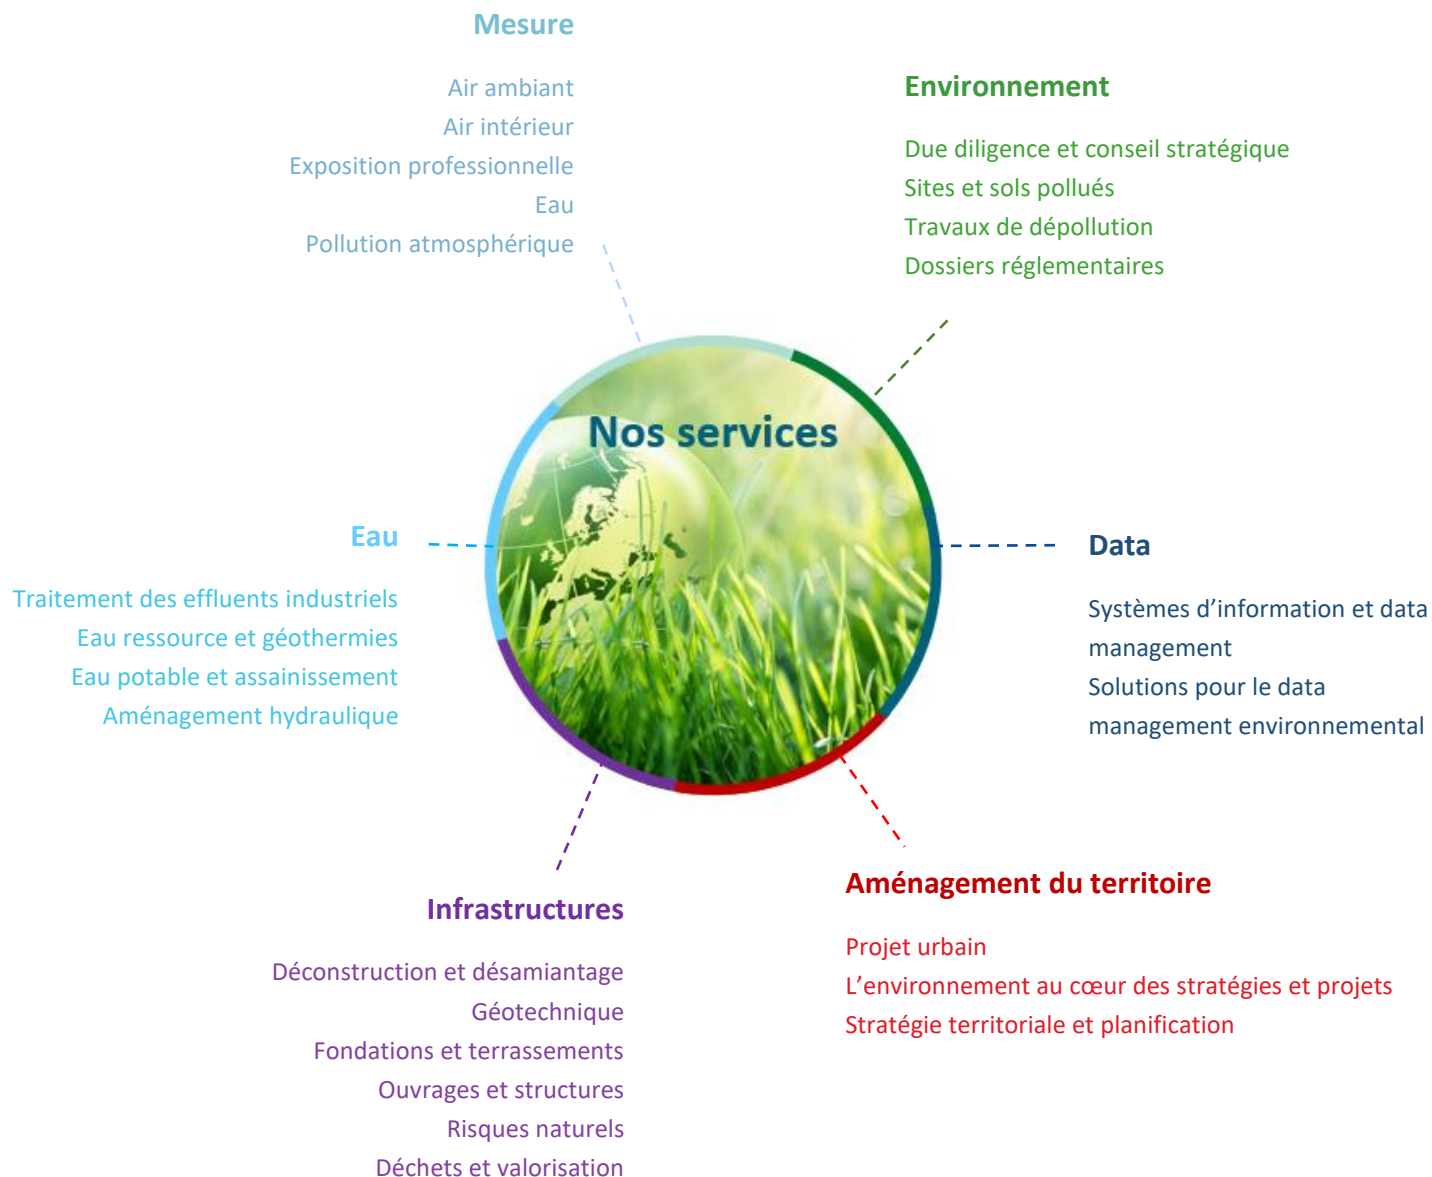 Mesure
Air ambiant
Air intérieur
Exposition professionnelle
Eau
Pollution atmosphérique
Environnement
Due diligence et conseil stratégique
Sites et sols pollués
Travaux de dépollution
Dossiers réglementaires
Nos services
Eau
Traitement des effluents industriels
Eau ressource et géothermies
Eau potable et assainissement
Aménagement hydraulique
Data
Systèmes d’information et data
management
Solutions pour le data
management environnemental
Infrastructures
Déconstruction et désamiantage
Géotechnique
Fondations et terrassements
Ouvrages et structures
Risques naturels
Déchets et valorisation
Aménagement du territoire
Projet urbain
L’environnement au cœur des stratégies et projets
Stratégie territoriale et planification